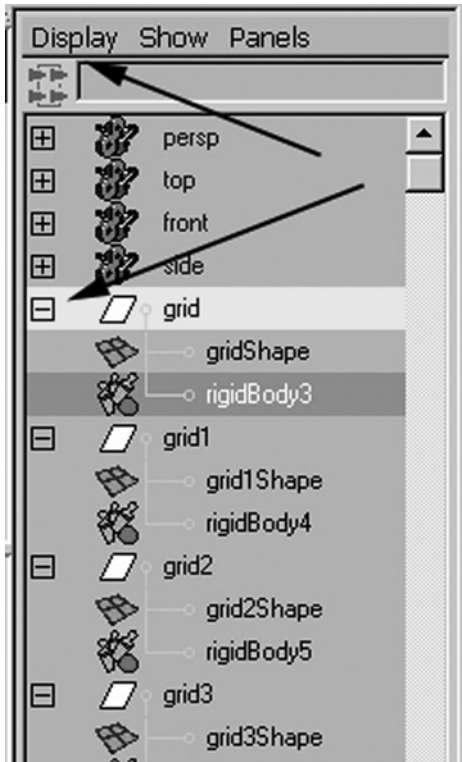 Display Show Panels
persp
top
front
side
grid
gridShape
rigidBody3
grid1
grid1Shape
rigidBody4
grid2
grid2Shape
rigidBody5
grid3
grid3Shape